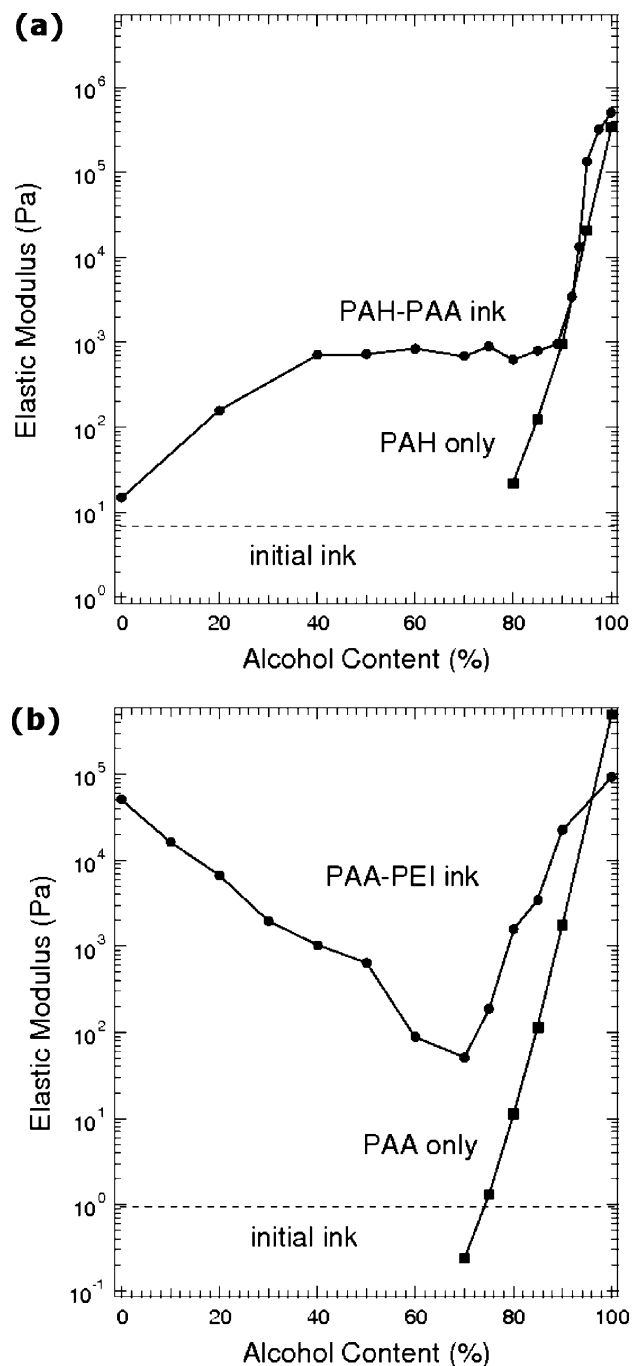 (a)
Elastic Modulus (Pa)
10^6
10^5
10^4
10^3
10^2
10^1
10^0
PAH-PAA ink
PAH only
initial ink
0 20 40 60 80 100
Alcohol Content (%)
(b)
Elastic Modulus (Pa)
10^5
10^4
10^3
10^2
10^1
10^0
10^-1
PAA-PEI ink
PAA only
initial ink
0 20 40 60 80 100
Alcohol Content (%)